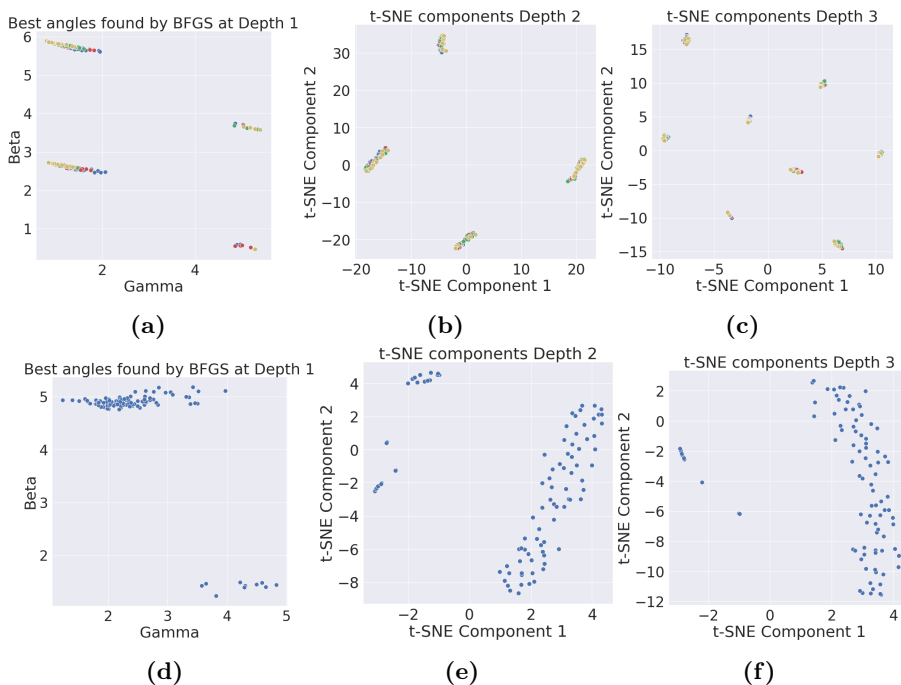 Best angles found by BFGS at Depth 1
6
5
4
3
2
1
Beta
2
4
Gamma
(a)
t-SNE components Depth 2
30
20
10
0
−10
−20
t-SNE Component 2
−20
−10
0
10
20
t-SNE Component 1
(b)
t-SNE components Depth 3
15
10
5
0
−5
−10
−15
t-SNE Component 2
−10
−5
0
5
10
t-SNE Component 1
(c)
Best angles found by BFGS at Depth 1
5
4
3
2
Beta
2
3
4
5
Gamma
(d)
t-SNE components Depth 2
4
2
0
−2
−4
−6
−8
t-SNE Component 2
−2
0
2
4
t-SNE Component 1
(e)
t-SNE components Depth 3
2
0
−2
−4
−6
−8
−10
−12
t-SNE Component 2
−2
0
2
4
t-SNE Component 1
(f)